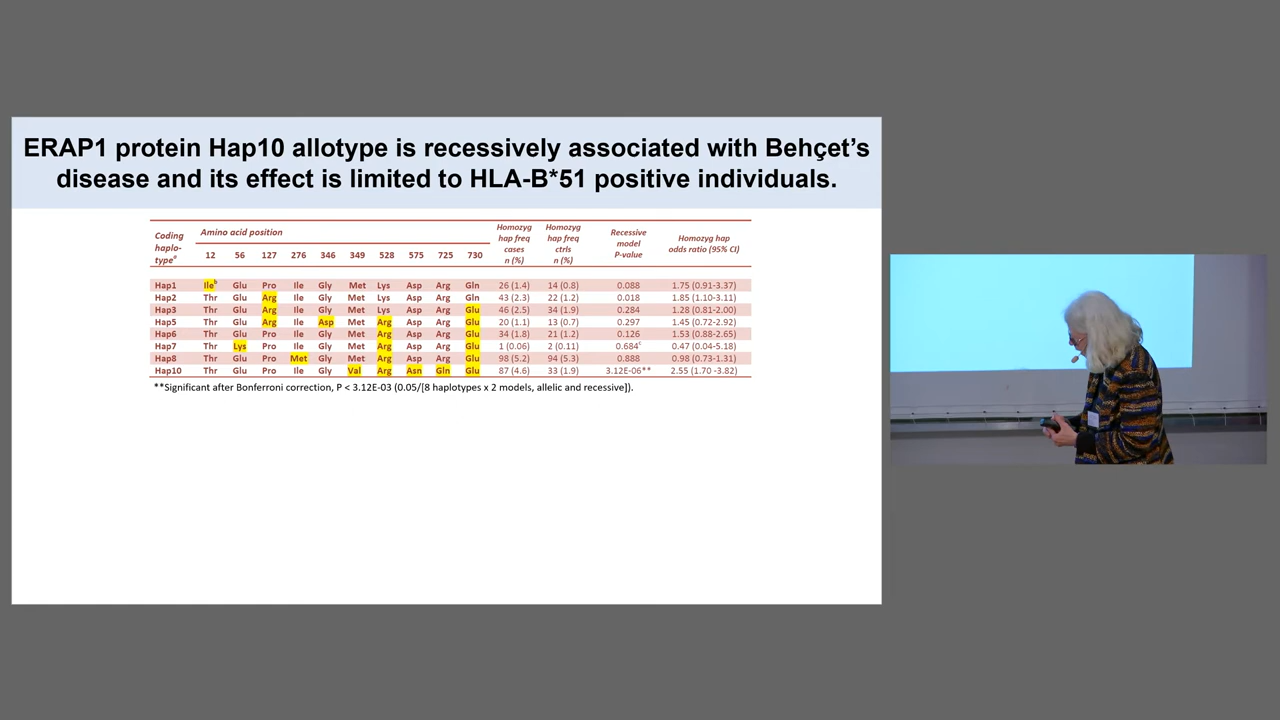 ERAP1 protein Hap10 allotype is recessively associated with Behçet's
disease and its effect is limited to HLA-B*51 positive individuals.
Coding haplo-typeᵃ Amino acid position Homozyg hap freq cases n (%) Homozyg hap freq ctrls n (%) Recessive model P-value Homozyg hap odds ratio (95% CI)
12 56 127 276 346 349 528 575 725 730
Hap1 Ileᵇ Glu Pro Ile Gly Met Lys Asp Arg Gln 26 (1.4) 14 (0.8) 0.088 1.75 (0.91-3.37)
Hap2 Thr Glu Arg Ile Gly Met Lys Asp Arg Gln 43 (2.3) 22 (1.2) 0.018 1.85 (1.10-3.11)
Hap3 Thr Glu Arg Ile Gly Met Lys Asp Arg Glu 46 (2.5) 34 (1.9) 0.284 1.28 (0.81-2.00)
Hap5 Thr Glu Arg Ile Asp Met Arg Asp Arg Glu 20 (1.1) 13 (0.7) 0.297 1.45 (0.72-2.92)
Hap6 Thr Glu Pro Ile Gly Met Arg Asp Arg Glu 34 (1.8) 21 (1.2) 0.126 1.53 (0.88-2.65)
Hap7 Thr Lys Pro Ile Gly Met Arg Asp Arg Glu 1 (0.06) 2 (0.11) 0.684ᶜ 0.47 (0.04-5.18)
Hap8 Thr Glu Pro Met Gly Met Arg Asp Arg Glu 98 (5.2) 94 (5.3) 0.888 0.98 (0.73-1.31)
Hap10 Thr Glu Pro Ile Gly Val Arg Asn Gln Glu 87 (4.6) 33 (1.9) 3.12E-06** 2.55 (1.70 -3.82)
**Significant after Bonferroni correction, P < 3.12E-03 (0.05/[8 haplotypes x 2 models, allelic and recessive]).